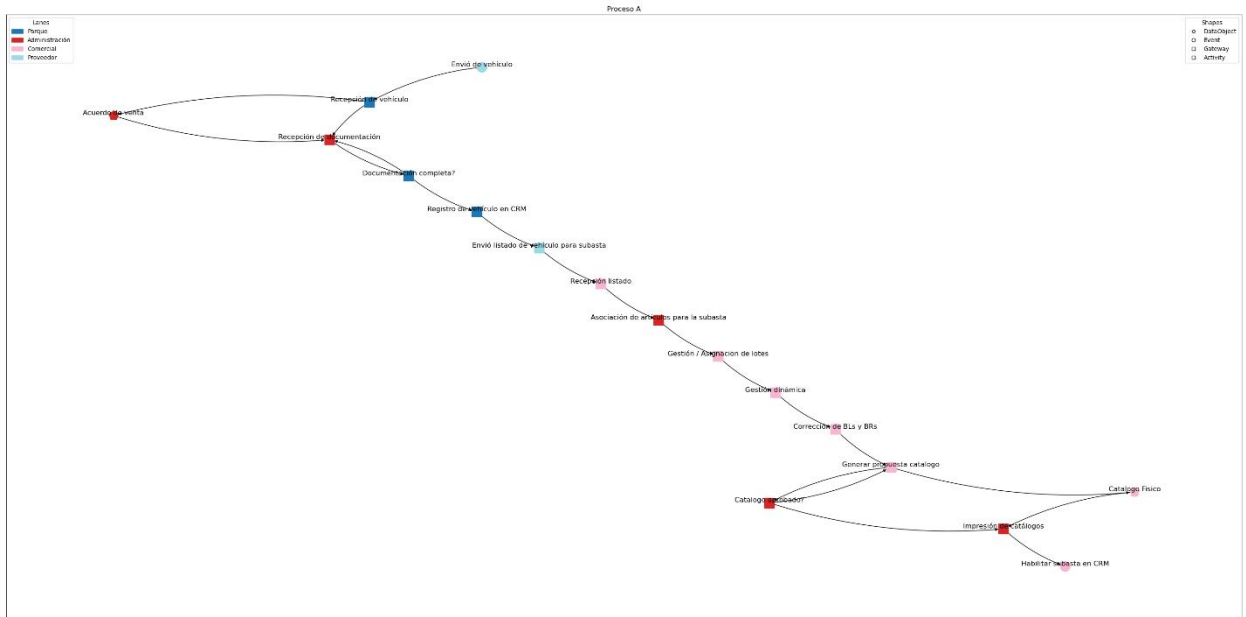 Proceso A
Lanes
Parque
Administración
Comercial
Proveedor
Shapes
DataObject
Event
Gateway
Activity
Envió de vehículo
Recepción de vehículo
Acuerdo de venta
Recepción de documentación
Documentación completa?
Registro de vehículo en CRM
Envió listado de vehículo para subasta
Recepción listado
Asociación de artículos para la subasta
Gestión / Asignacion de lotes
Gestión dinámica
Corrección de BLs y BRs
Generar propuesta catalogo
Catalogo Fisico
Catalogo aprobado?
Impresión de catálogos
Habilitar subasta en CRM